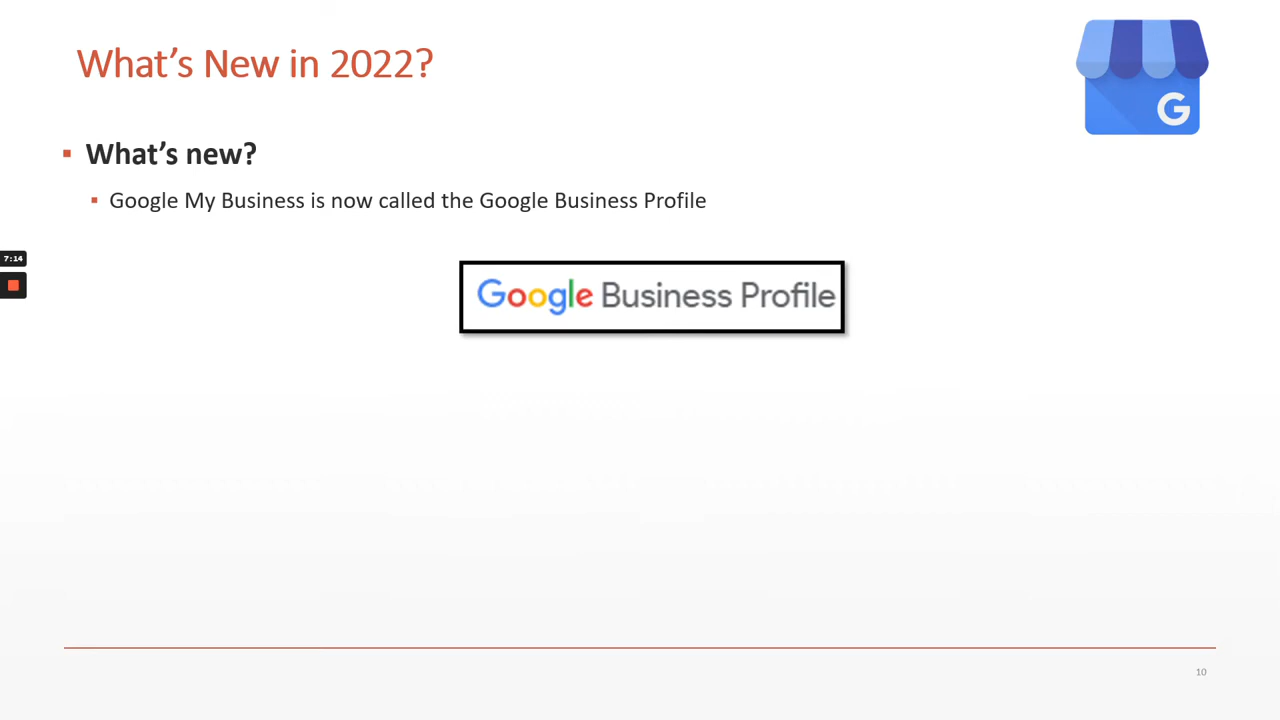 What's New in 2022?
G
▪ What's new?
▪ Google My Business is now called the Google Business Profile
7:14
Google Business Profile
10